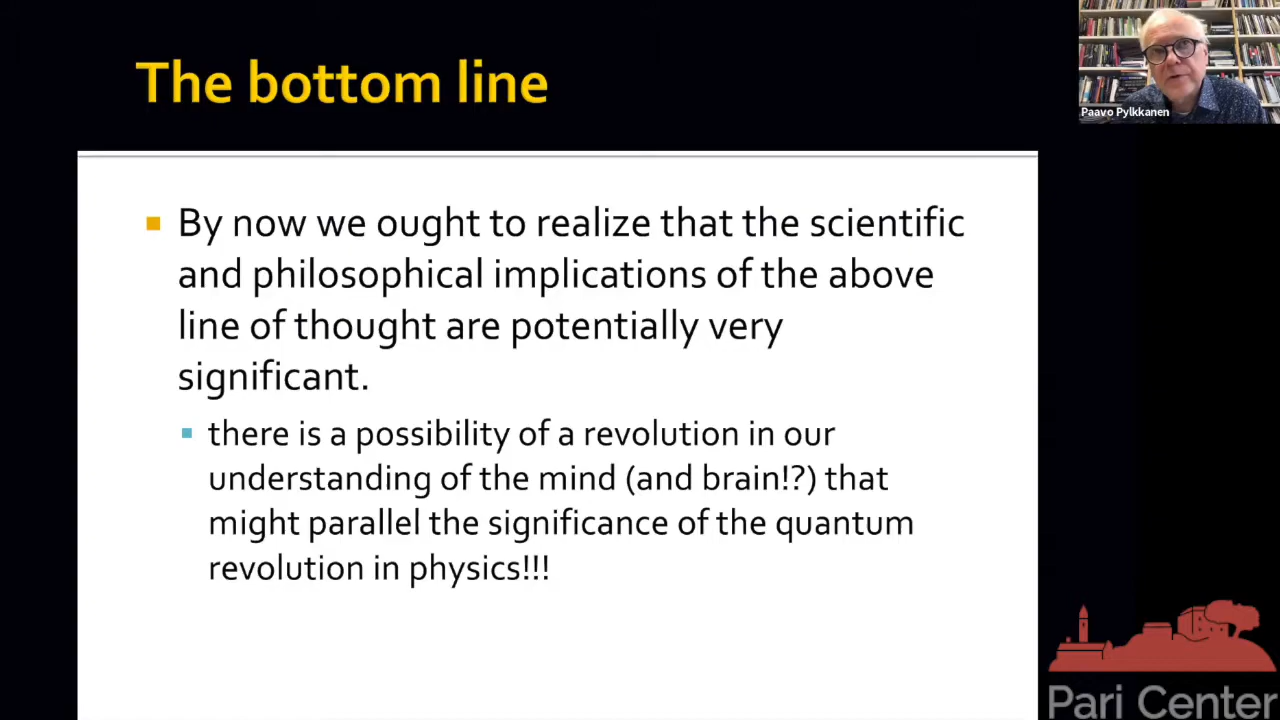 The bottom line
Paavo Pylkkanen
By now we ought to realize that the scientific
and philosophical implications of the above
line of thought are potentially very
significant.
there is a possibility of a revolution in our
understanding of the mind (and brain!?) that
might parallel the significance of the quantum
revolution in physics!!!
Pari Center